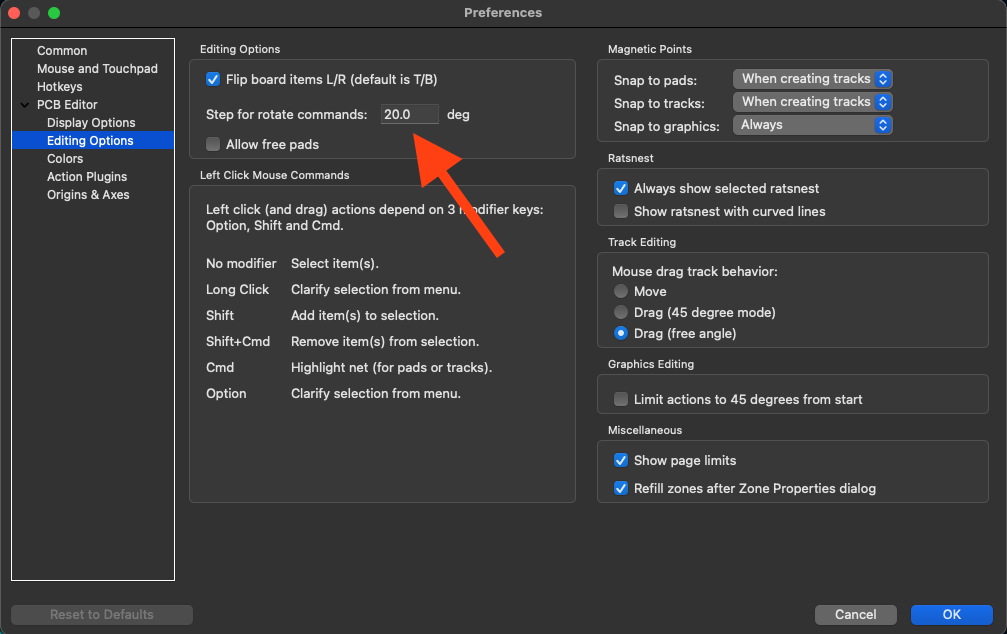 Preferences
Common
Mouse and Touchpad
Hotkeys
PCB Editor
Display Options
Editing Options
Colors
Action Plugins
Origins & Axes
Editing Options
Flip board items L/R (default is T/B)
Step for rotate commands: 20.0 deg
Allow free pads
Left Click Mouse Commands
Left click (and drag) actions depend on 3 modifier keys:
Option, Shift and Cmd.
No modifier Select item(s).
Long Click Clarify selection from menu.
Shift Add item(s) to selection.
Shift+Cmd Remove item(s) from selection.
Cmd Highlight net (for pads or tracks).
Option Clarify selection from menu.
Magnetic Points
Snap to pads: When creating tracks
Snap to tracks: When creating tracks
Snap to graphics: Always
Ratsnest
Always show selected ratsnest
Show ratsnest with curved lines
Track Editing
Mouse drag track behavior:
Move
Drag (45 degree mode)
Drag (free angle)
Graphics Editing
Limit actions to 45 degrees from start
Miscellaneous
Show page limits
Refill zones after Zone Properties dialog
Reset to Defaults
Cancel
OK